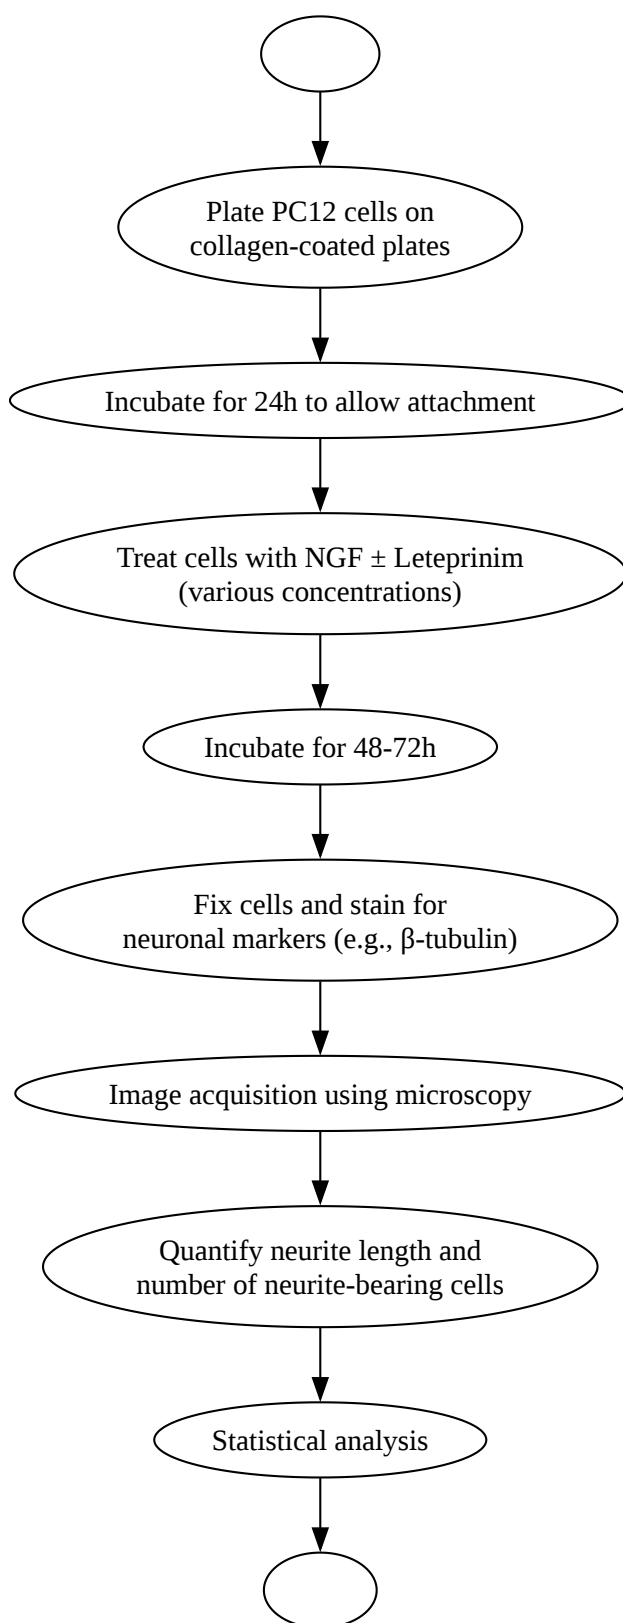 Plate PC12 cells on
collagen-coated plates
Incubate for 24h to allow attachment
Treat cells with NGF ± Leteprinim
(various concentrations)
Incubate for 48-72h
Fix cells and stain for
neuronal markers (e.g., β-tubulin)
Image acquisition using microscopy
Quantify neurite length and
number of neurite-bearing cells
Statistical analysis